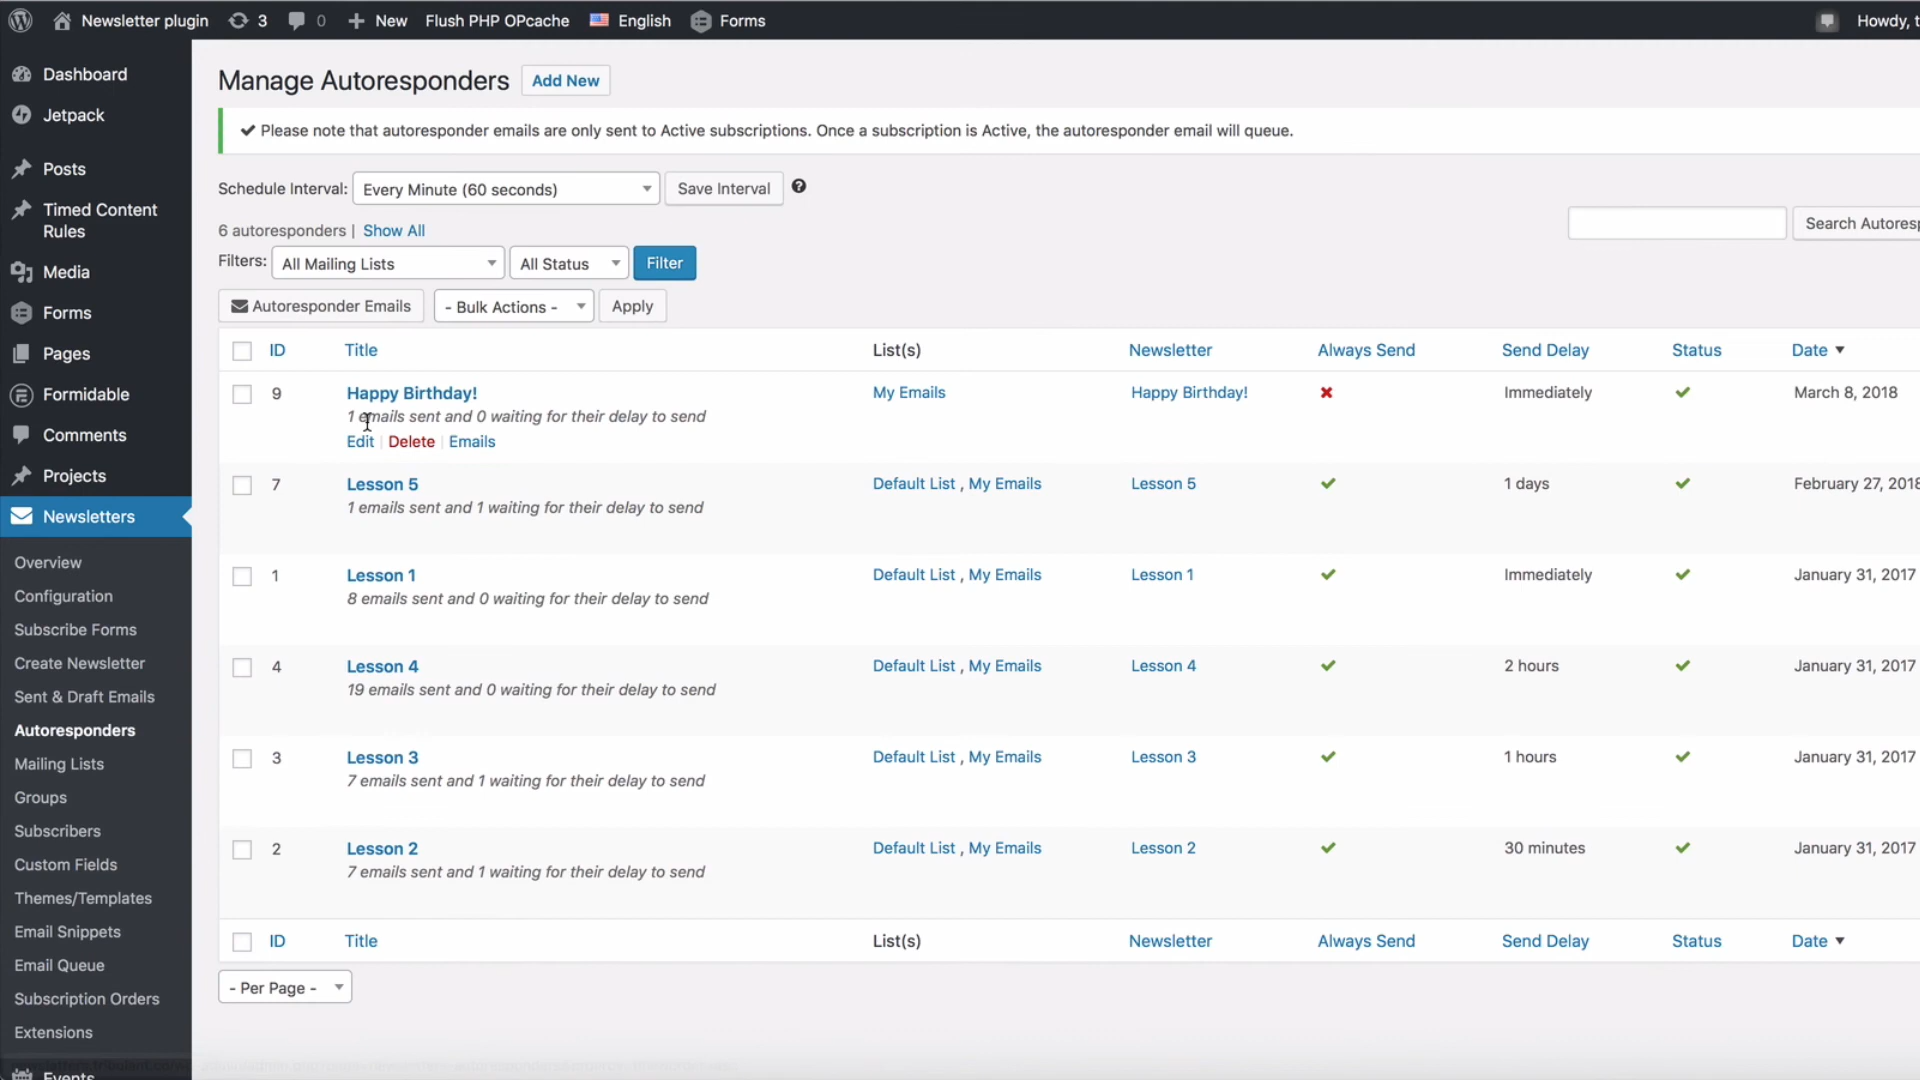 Newsletter plugin 3 0 New Flush PHP OPcache English Forms Howdy, t
Dashboard
Jetpack
Posts
Timed Content
Rules
Media
Forms
Pages
Formidable
Comments
Projects
Newsletters
Overview
Configuration
Subscribe Forms
Create Newsletter
Sent & Draft Emails
Autoresponders
Mailing Lists
Groups
Subscribers
Custom Fields
Themes/Templates
Email Snippets
Email Queue
Subscription Orders
Extensions
Events
Manage Autoresponders Add New
Please note that autoresponder emails are only sent to Active subscriptions. Once a subscription is Active, the autoresponder email will queue.
Schedule Interval: Every Minute (60 seconds) Save Interval ?
6 autoresponders | Show All
Search Autoresp
Filters: All Mailing Lists All Status Filter
Autoresponder Emails - Bulk Actions - Apply
ID Title List(s) Newsletter Always Send Send Delay Status Date
9 Happy Birthday! My Emails Happy Birthday! Immediately March 8, 2018
1 emails sent and 0 waiting for their delay to send
Edit | Delete | Emails
7 Lesson 5 Default List , My Emails Lesson 5 1 days February 27, 2018
1 emails sent and 1 waiting for their delay to send
1 Lesson 1 Default List , My Emails Lesson 1 Immediately January 31, 2017
8 emails sent and 0 waiting for their delay to send
4 Lesson 4 Default List , My Emails Lesson 4 2 hours January 31, 2017
19 emails sent and 0 waiting for their delay to send
3 Lesson 3 Default List , My Emails Lesson 3 1 hours January 31, 2017
7 emails sent and 1 waiting for their delay to send
2 Lesson 2 Default List , My Emails Lesson 2 30 minutes January 31, 2017
7 emails sent and 1 waiting for their delay to send
ID Title List(s) Newsletter Always Send Send Delay Status Date
- Per Page -